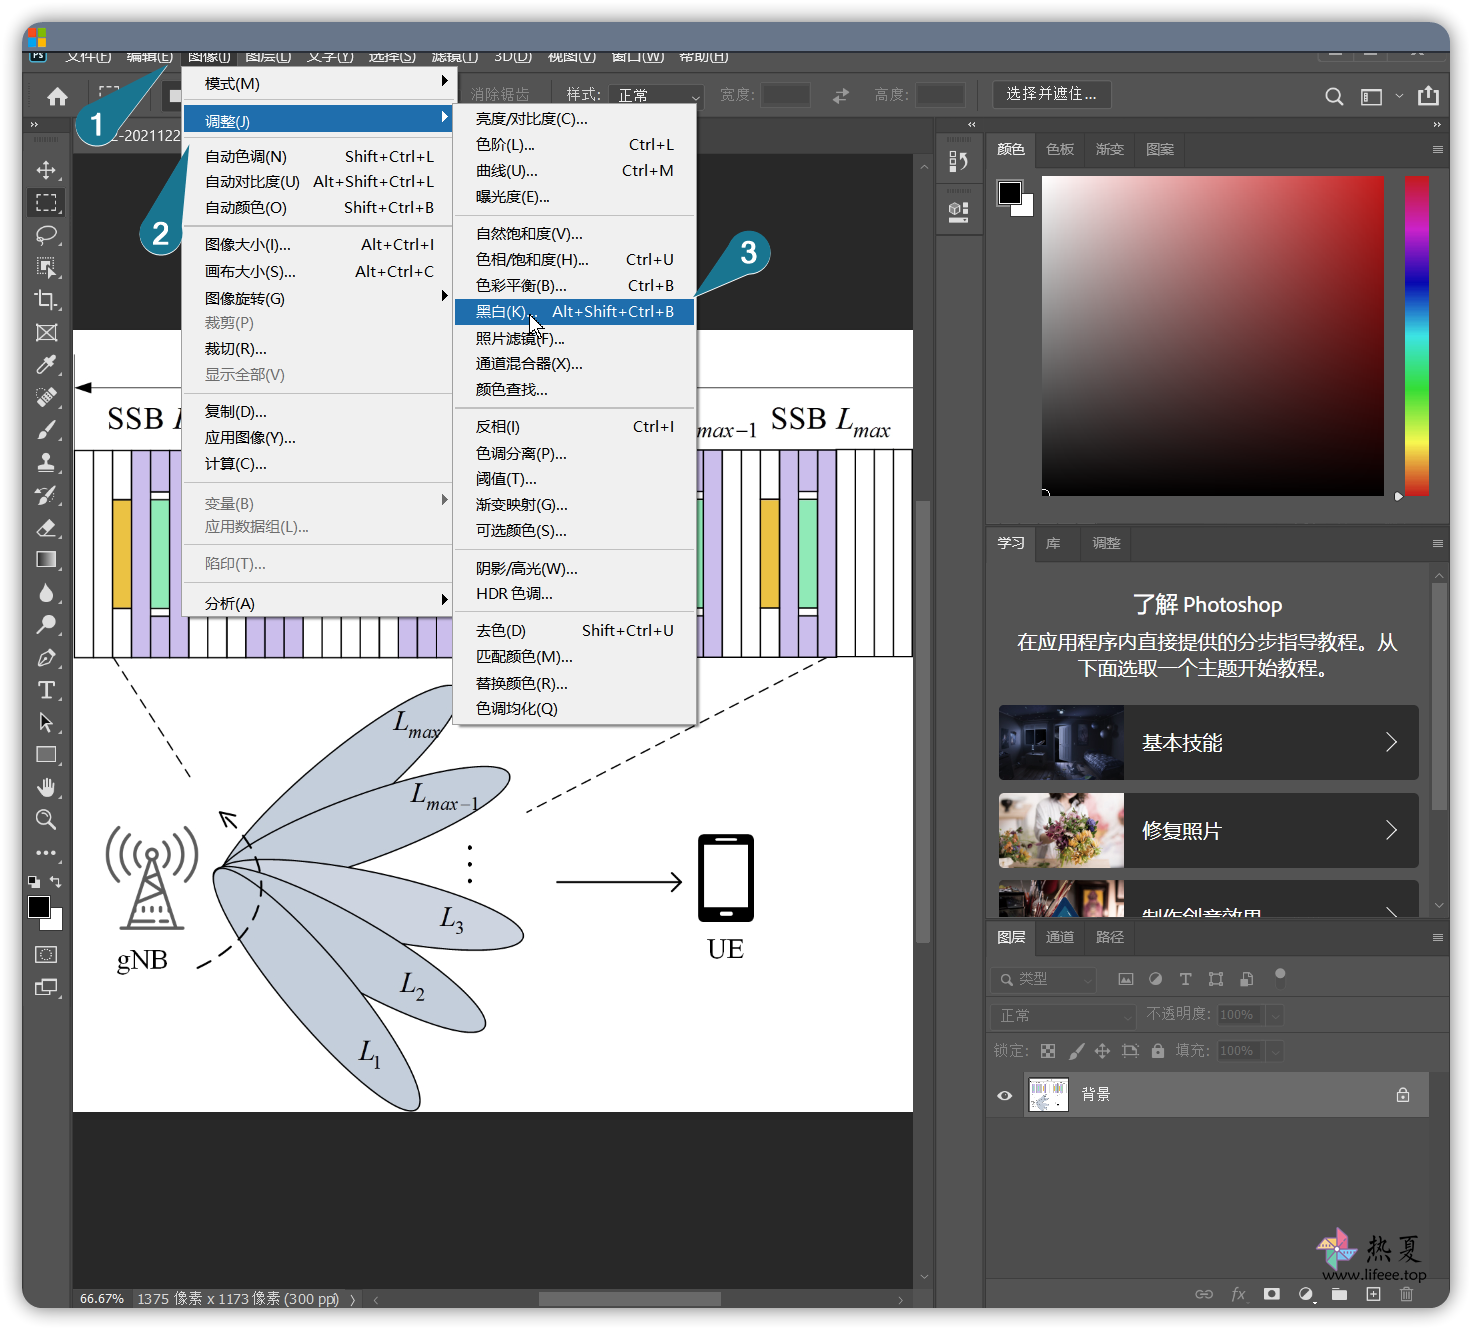 Ps 文件(F) 编辑(E) 图像(I) 图层(L) 文字(Y) 选择(S) 滤镜(T) 3D(D) 视图(V) 窗口(W) 帮助(H)
消除锯齿 样式: 正常 宽度: 高度: 选择并遮住...
2-20211222
1
2
3
模式(M)
调整(J)
自动色调(N) Shift+Ctrl+L
自动对比度(U) Alt+Shift+Ctrl+L
自动颜色(O) Shift+Ctrl+B
图像大小(I)... Alt+Ctrl+I
画布大小(S)... Alt+Ctrl+C
图像旋转(G)
裁剪(P)
裁切(R)...
显示全部(V)
复制(D)...
应用图像(Y)...
计算(C)...
变量(B)
应用数据组(L)...
陷印(T)...
分析(A)
亮度/对比度(C)...
色阶(L)... Ctrl+L
曲线(U)... Ctrl+M
曝光度(E)...
自然饱和度(V)...
色相/饱和度(H)... Ctrl+U
色彩平衡(B)... Ctrl+B
黑白(K)... Alt+Shift+Ctrl+B
照片滤镜(F)...
通道混合器(X)...
颜色查找...
反相(I) Ctrl+I
色调分离(P)...
阈值(T)...
渐变映射(G)...
可选颜色(S)...
阴影/高光(W)...
HDR 色调...
去色(D) Shift+Ctrl+U
匹配颜色(M)...
替换颜色(R)...
色调均化(Q)
SSB L
max−1 SSB Lmax
Lmax
Lmax−1
L3
L2
L1
gNB
UE
颜色 色板 渐变 图案
学习 库 调整
了解 Photoshop
在应用程序内直接提供的分步指导教程。从
下面选取一个主题开始教程。
基本技能
修复照片
制作创意效果
图层 通道 路径
类型
正常 不透明度: 100%
锁定: 填充: 100%
背景
热夏
www.lifeee.top
fx
66.67% 1375 像素 x 1173 像素 (300 ppi)